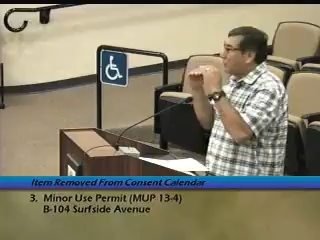 Item Removed From Consent Calendar
3. Minor Use Permit (MUP 13-4)
B-104 Surfside Avenue